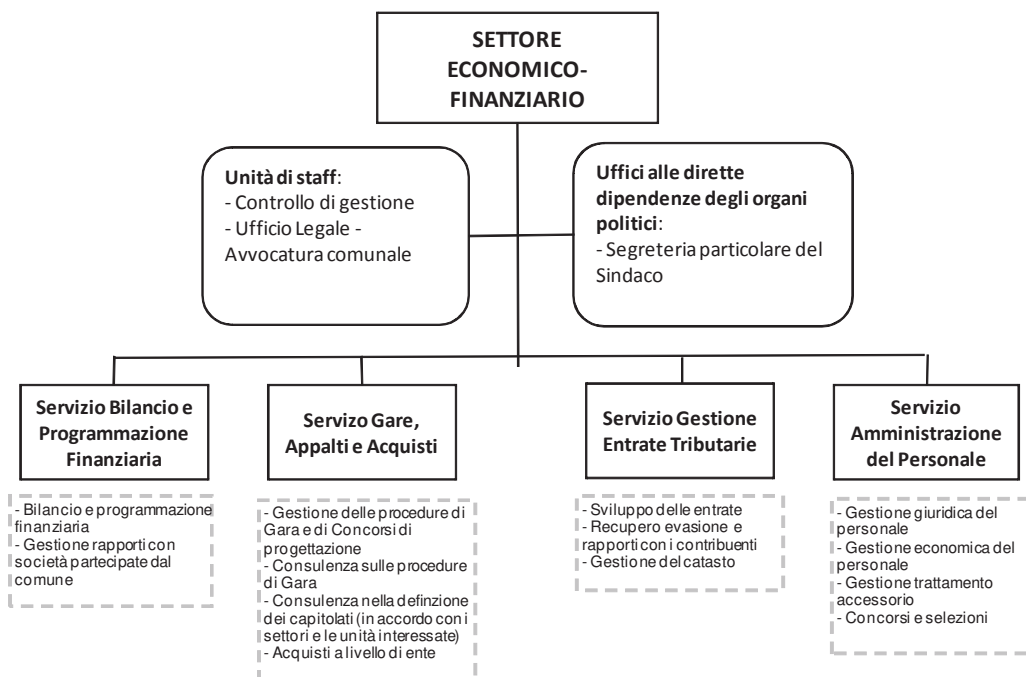 SETTORE
ECONOMICO-
FINANZIARIO
Unità di staff:
- Controllo di gestione
- Ufficio Legale -
Avvocatura comunale
Uffici alle dirette
dipendenze degli organi
politici:
- Segreteria particolare del
Sindaco
Servizio Bilancio e
Programmazione
Finanziaria
Servizo Gare,
Appalti e Acquisti
Servizio Gestione
Entrate Tributarie
Servizio
Amministrazione
del Personale
- Bilancio e programmazione
finanziaria
- Gestione rapporti con
società partecipate dal
comune
- Gestione delle procedure di
Gara e di Concorsi di
progettazione
- Consulenza sulle procedure
di Gara
- Consulenza nella definzione
dei capitolati (in accordo con i
settori e le unità interessate)
- Acquisti a livello di ente
- Sviluppo delle entrate
- Recupero evasione e
rapporti con i contribuenti
- Gestione del catasto
- Gestione giuridica del
personale
- Gestione economica del
personale
- Gestione trattamento
accessorio
- Concorsi e selezioni